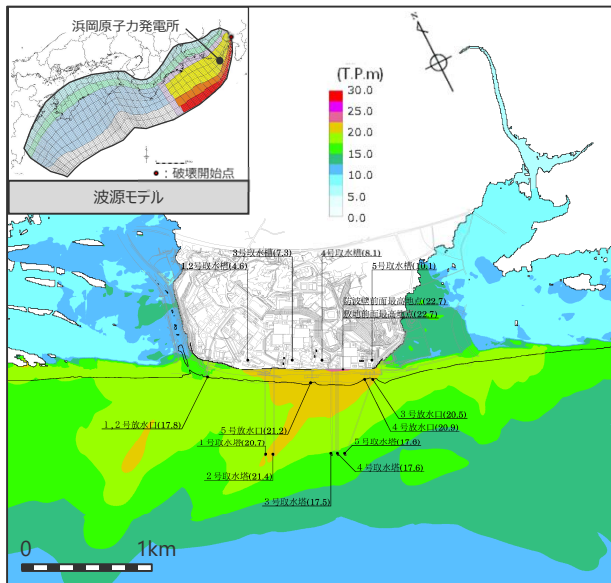 浜岡原子力発電所
●：破壊開始点
波源モデル
(T.P.m)
30.0
25.0
20.0
15.0
10.0
5.0
0.0
3号取水槽(7.3)
4号取水槽(8.1)
1,2号取水槽(4.6)
5号取水槽(10.1)
防波壁前面最高地点(22.7)
敷地前面最高地点(22.7)
1,2号放水口(17.8)
5号放水口(21.2)
3号放水口(20.5)
4号放水口(20.9)
1号取水塔(20.7)
5号取水塔(17.6)
2号取水塔(21.4)
4号取水塔(17.6)
3号取水塔(17.5)
0 1km